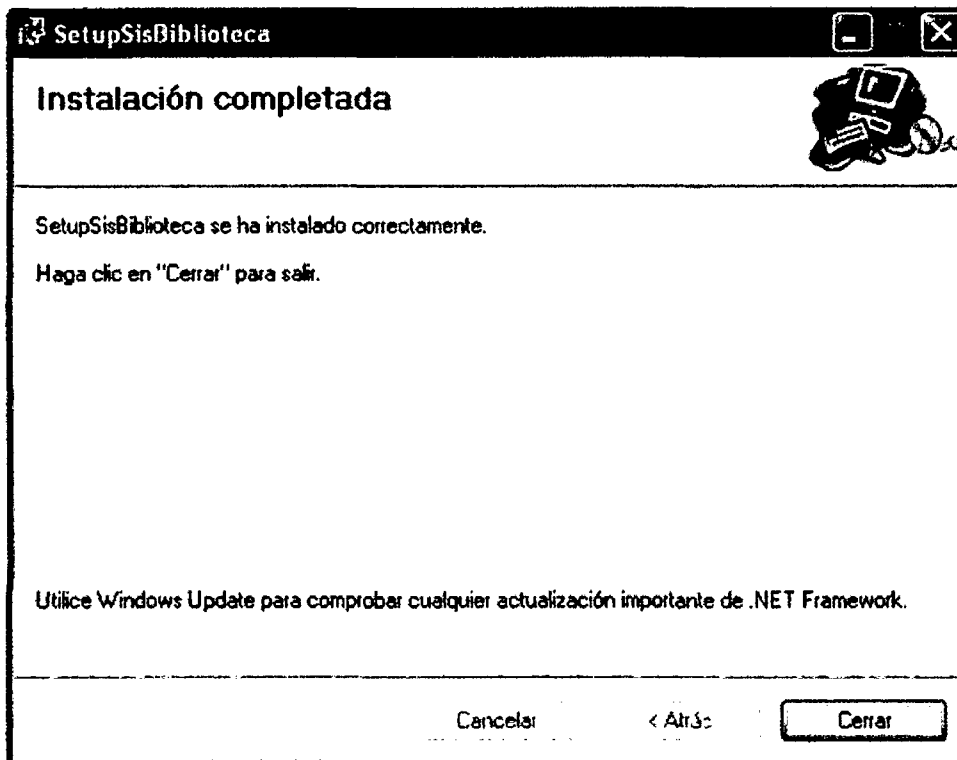 SetupSisBiblioteca
Instalación completada
SetupSisBiblioteca se ha instalado correctamente.
Haga clic en "Cerrar" para salir.
Utilice Windows Update para comprobar cualquier actualización importante de .NET Framework.
Cancelar < Atrás Cerrar